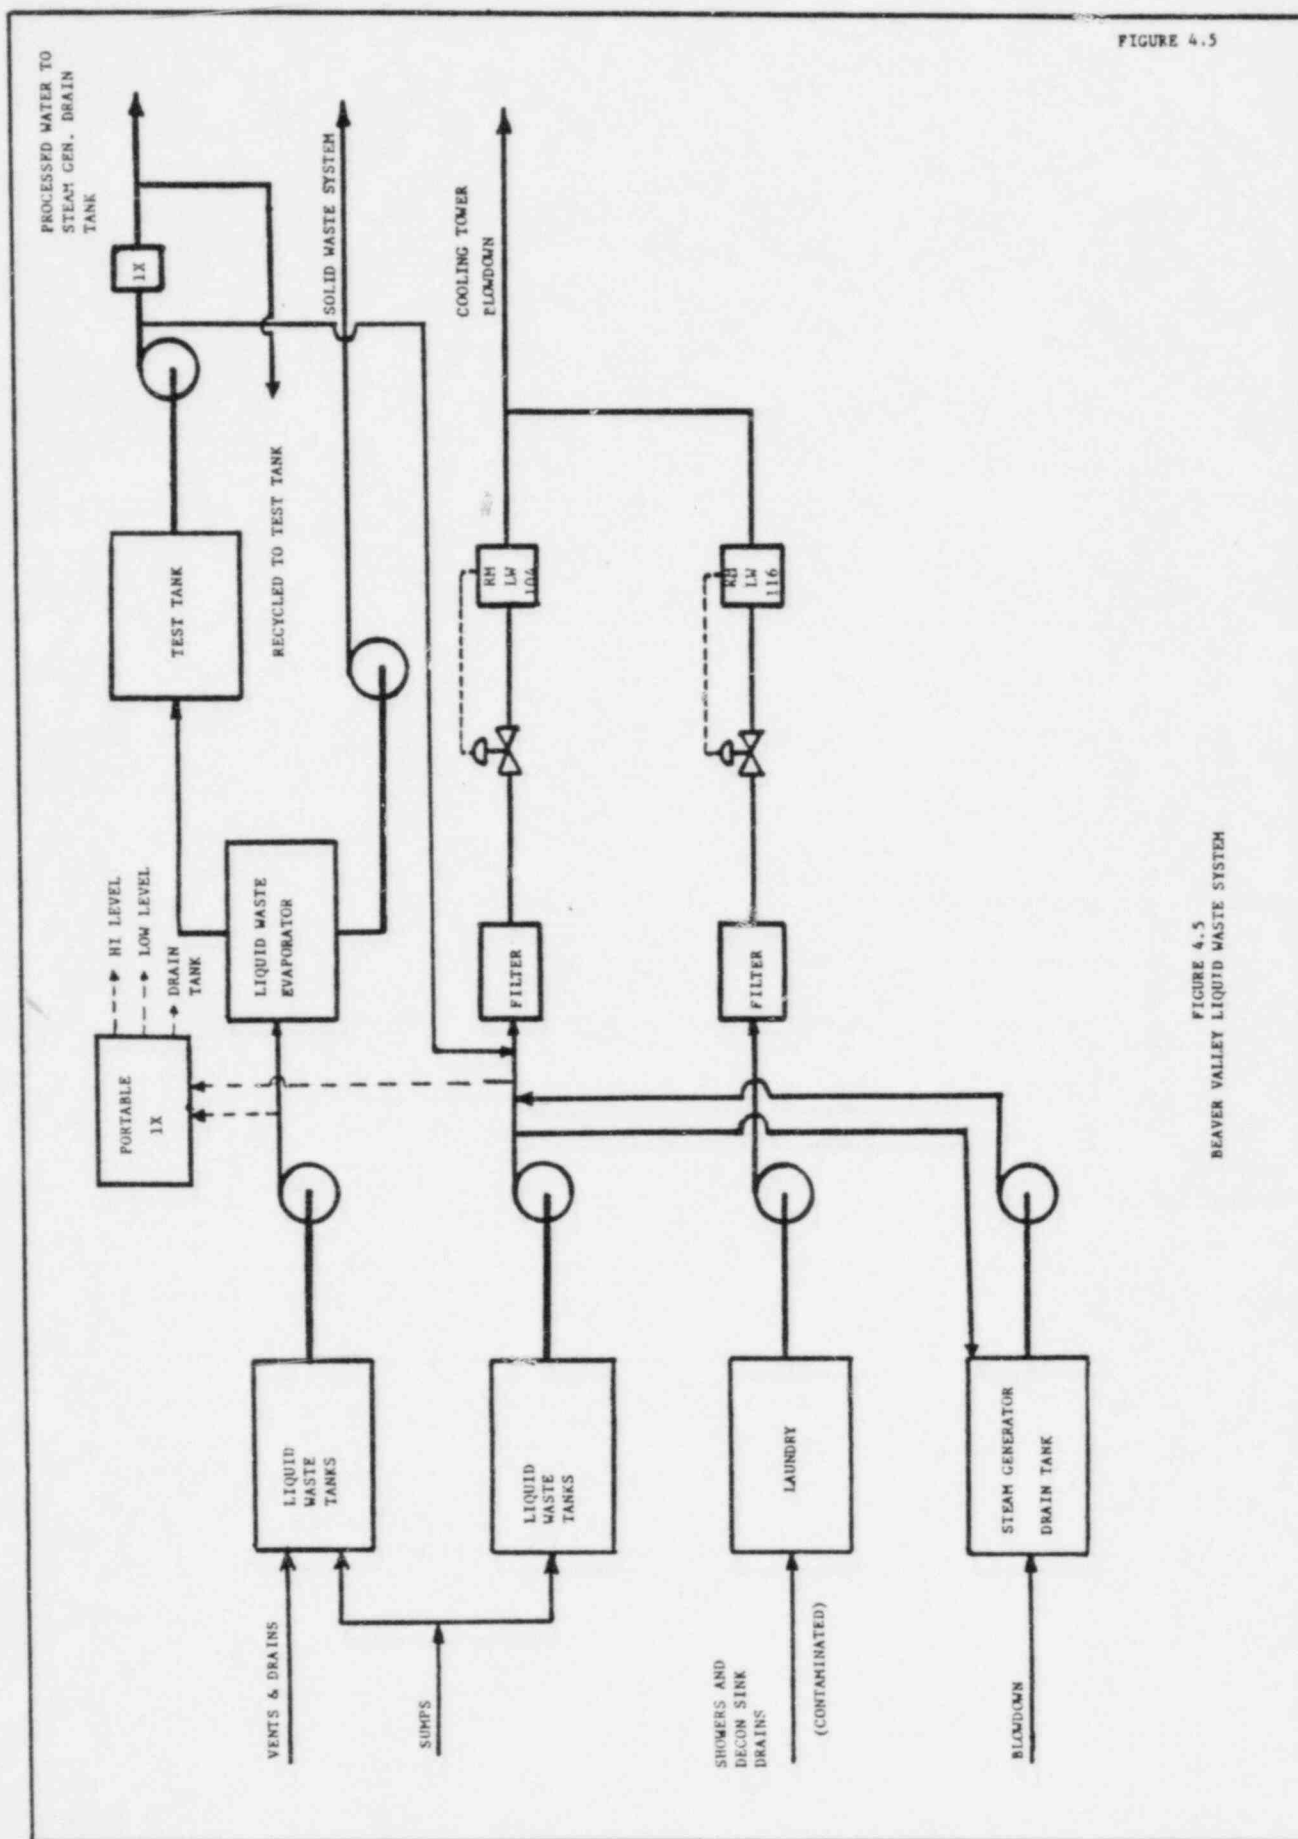 FIGURE 4.5
PROCESSED WATER TO
STEAM GEN. DRAIN
TANK
1X
SOLID WASTE SYSTEM
COOLING TOWER
PLOWDOWN
TEST TANK
RECYCLED TO TEST TANK
RM
LW
104
RM
LW
116
HI LEVEL
LOW LEVEL
DRAIN
TANK
PORTABLE
1X
LIQUID WASTE
EVAPORATOR
FILTER
FILTER
LIQUID
WASTE
TANKS
LIQUID
WASTE
TANKS
LAUNDRY
STEAM GENERATOR
DRAIN TANK
VENTS & DRAINS
SUMPS
SHOWERS AND
DECON SINK
DRAINS
(CONTAMINATED)
BLOWDOWN
FIGURE 4.5
BEAVER VALLEY LIQUID WASTE SYSTEM